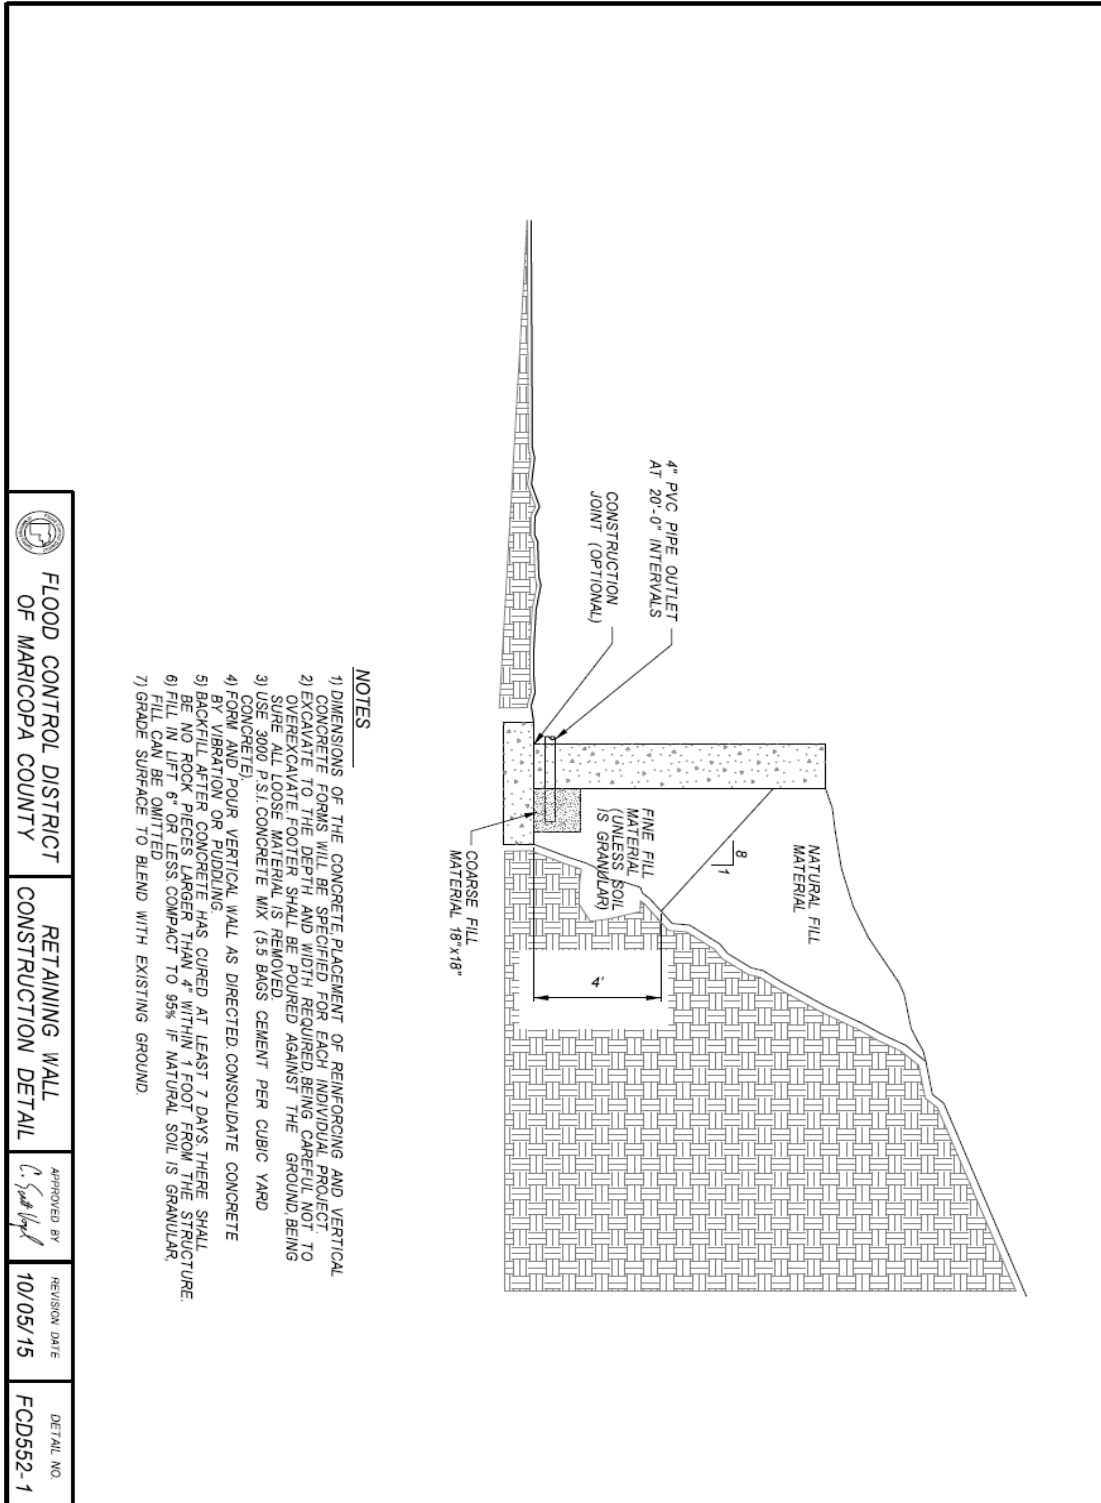 4" PVC PIPE OUTLET
AT 20'-0" INTERVALS
CONSTRUCTION
JOINT (OPTIONAL)
NATURAL FILL
MATERIAL
8
1
FINE FILL
MATERIAL
(UNLESS SOIL
IS GRANULAR)
4'
COARSE FILL
MATERIAL 18"x18"
NOTES
1) DIMENSIONS OF THE CONCRETE, PLACEMENT OF REINFORCING AND VERTICAL
CONCRETE FORMS WILL BE SPECIFIED FOR EACH INDIVIDUAL PROJECT.
2) EXCAVATE TO THE DEPTH AND WIDTH REQUIRED, BEING CAREFUL NOT TO
OVEREXCAVATE. FOOTER SHALL BE POURED AGAINST THE GROUND, BEING
SURE ALL LOOSE MATERIAL IS REMOVED.
3) USE 3000 P.S.I. CONCRETE MIX (5.5 BAGS CEMENT PER CUBIC YARD
CONCRETE).
4) FORM AND POUR VERTICAL WALL AS DIRECTED. CONSOLIDATE CONCRETE
BY VIBRATION OR PUDDLING.
5) BACKFILL AFTER CONCRETE HAS CURED AT LEAST 7 DAYS. THERE SHALL
BE NO ROCK PIECES LARGER THAN 4" WITHIN 1 FOOT FROM THE STRUCTURE.
6) FILL IN LIFT 6" OR LESS. COMPACT TO 95% IF NATURAL SOIL IS GRANULAR,
FILL CAN BE OMITTED
7) GRADE SURFACE TO BLEND WITH EXISTING GROUND.
FLOOD CONTROL DISTRICT
OF MARICOPA COUNTY
RETAINING WALL
CONSTRUCTION DETAIL
APPROVED BY
REVISION DATE
10/05/15
DETAIL NO.
FCD552-1